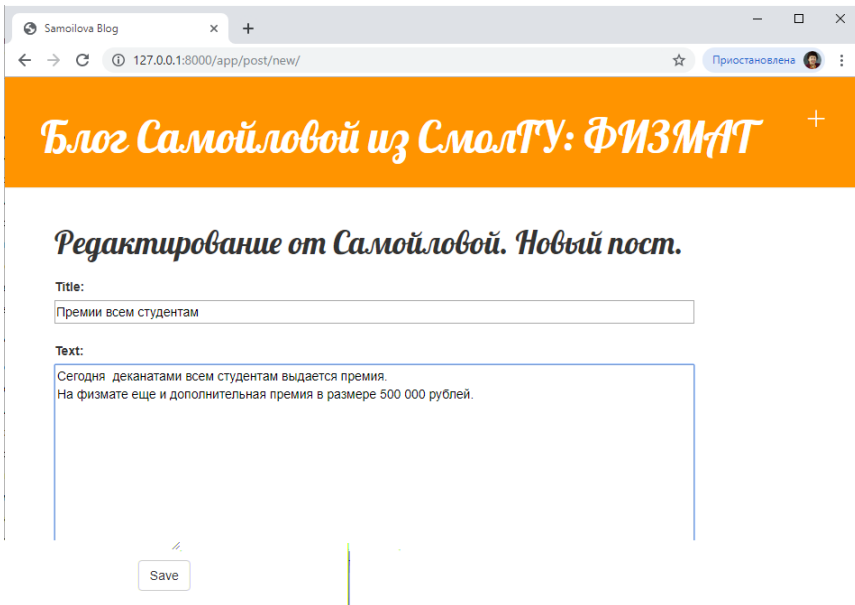 Samoilova Blog
127.0.0.1:8000/app/post/new/
Приостановлена
Блог Самойловой из СмолГУ: ФИЗМАТ
Редактирование от Самойловой. Новый пост.
Title:
Премии всем студентам
Text:
Сегодня  деканатами всем студентам выдается премия.
На физмате еще и дополнительная премия в размере 500 000 рублей.
Save